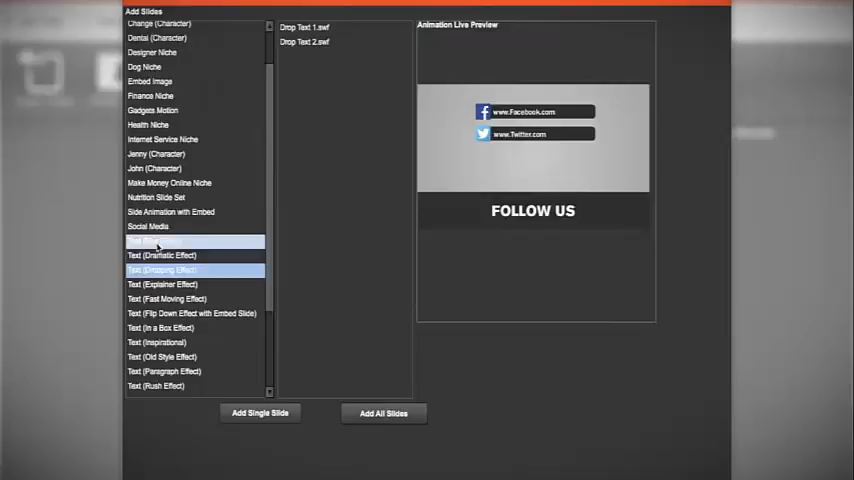 Add Slides
Change (Character)
Dental (Character)
Designer Niche
Dog Niche
Embed Image
Finance Niche
Gadgets Motion
Health Niche
Internet Service Niche
Jenny (Character)
John (Character)
Make Money Online Niche
Nutrition Slide Set
Side Animation with Embed
Social Media
Text (Dramatic Effect)
Text (Dropping Effect)
Text (Explainer Effect)
Text (Fast Moving Effect)
Text (Flip Down Effect with Embed Slide)
Text (In a Box Effect)
Text (Inspirational)
Text (Old Style Effect)
Text (Paragraph Effect)
Text (Rush Effect)
Drop Text 1.swf
Drop Text 2.swf
Animation Live Preview
www.Facebook.com
www.Twitter.com
FOLLOW US
Add Single Slide
Add All Slides